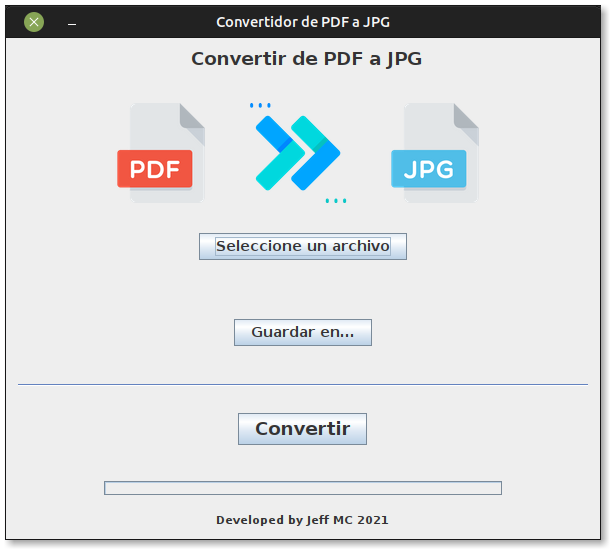 Convertidor de PDF a JPG
Convertir de PDF a JPG
PDF
JPG
Seleccione un archivo
Guardar en...
Convertir
Developed by Jeff MC 2021